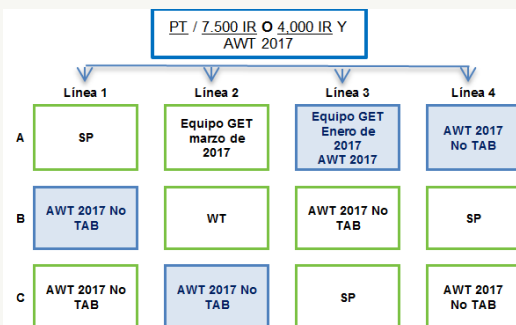 PT / 7.500 IR O 4,000 IR Y
AWT 2017
Línea 1
Línea 2
Línea 3
Línea 4
A
SP
Equipo GET
marzo de
2017
Equipo GET
Enero de
2017
AWT 2017
AWT 2017
No TAB
B
AWT 2017 No
TAB
WT
AWT 2017 No
TAB
SP
C
AWT 2017 No
TAB
AWT 2017 No
TAB
SP
AWT 2017
No TAB